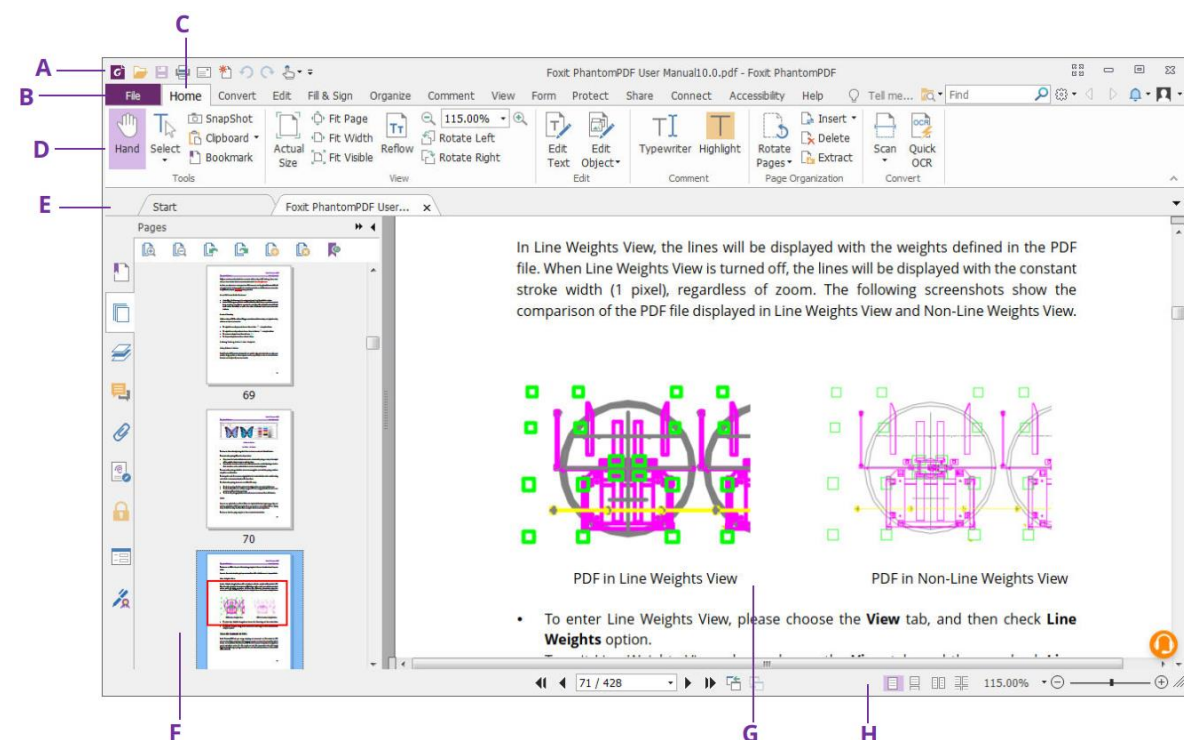 C
A
Foxit PhantomPDF User Manual10.0.pdf - Foxit PhantomPDF
B
File Home Convert Edit Fill & Sign Organize Comment View Form Protect Share Connect Accessibility Help Tell me... Find
D
Hand
Select
SnapShot
Clipboard
Bookmark
Tools
Actual Size
Fit Page
Fit Width
Fit Visible
Reflow
115.00%
Rotate Left
Rotate Right
View
Edit Text
Edit Object
Edit
Typewriter
Highlight
Comment
Rotate Pages
Insert
Delete
Extract
Page Organization
Scan
Quick OCR
Convert
E
Start
Foxit PhantomPDF User... x
Pages
69
70
In Line Weights View, the lines will be displayed with the weights defined in the PDF
file. When Line Weights View is turned off, the lines will be displayed with the constant
stroke width (1 pixel), regardless of zoom. The following screenshots show the
comparison of the PDF file displayed in Line Weights View and Non-Line Weights View.
PDF in Line Weights View
PDF in Non-Line Weights View
• To enter Line Weights View, please choose the View tab, and then check Line
Weights option.
71 / 428
115.00%
F
G
H